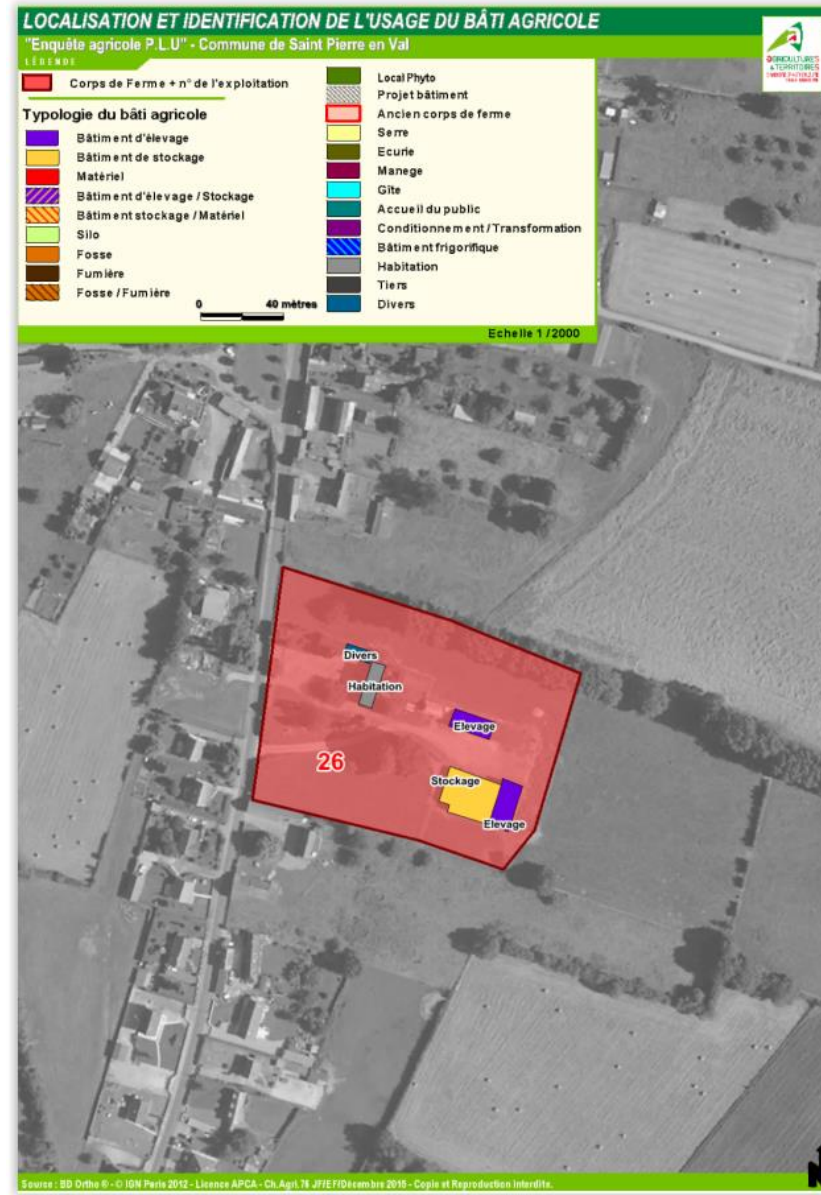 LOCALISATION ET IDENTIFICATION DE L'USAGE DU BÂTI AGRICOLE
"Enquête agricole P.L.U" - Commune de Saint Pierre en Val
LÉGENDE
Corps de Ferme + n° de l'exploitation
Typologie du bâti agricole
Bâtiment d'élevage
Bâtiment de stockage
Matériel
Bâtiment d'élevage / Stockage
Bâtiment stockage / Matériel
Silo
Fosse
Fumière
Fosse / Fumière
Local Phyto
Projet bâtiment
Ancien corps de ferme
Serre
Ecurie
Manege
Gîte
Accueil du public
Conditionnement / Transformation
Bâtiment frigorifique
Habitation
Tiers
Divers
0 40 mètres
Echelle 1 / 2000
AGRICULTURES
& TERRITOIRES
Divers
Habitation
Elevage
26
Stockage
Elevage
N
Source : BD Ortho ® - © IGN Paris 2012 - Licence APCA - Ch.Agri.76 Décembre - Copie et Reproduction Interdite.